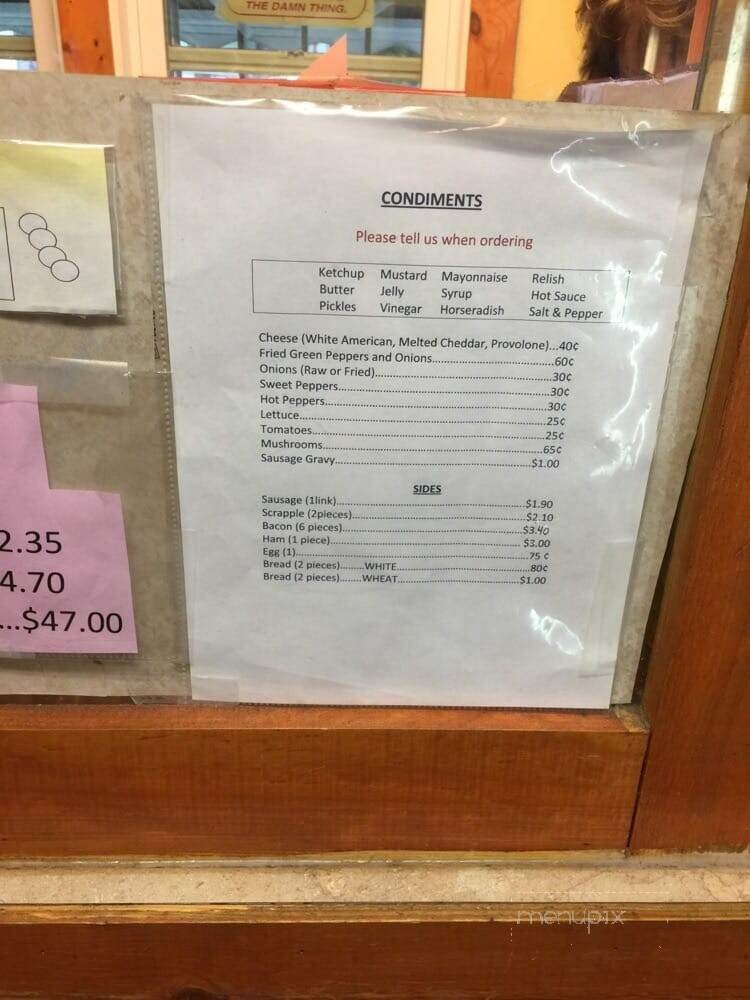 THE DAMN THING.
CONDIMENTS
Please tell us when ordering
Ketchup Mustard Mayonnaise Relish
Butter Jelly Syrup Hot Sauce
Pickles Vinegar Horseradish Salt & Pepper
Cheese (White American, Melted Cheddar, Provolone)...40¢
Fried Green Peppers and Onions......60¢
Onions (Raw or Fried)......30¢
Sweet Peppers......30¢
Hot Peppers......30¢
Lettuce......25¢
Tomatoes......25¢
Mushrooms......65¢
Sausage Gravy......$1.00
SIDES
Sausage (1link)......$1.90
Scrapple (2pieces)......$2.10
Bacon (6 pieces)......$3.40
Ham (1 piece)......$3.00
Egg (1)......75 ¢
Bread (2 pieces)........WHITE......80¢
Bread (2 pieces)........WHEAT......$1.00
2.35
4.70
...$47.00
menupix